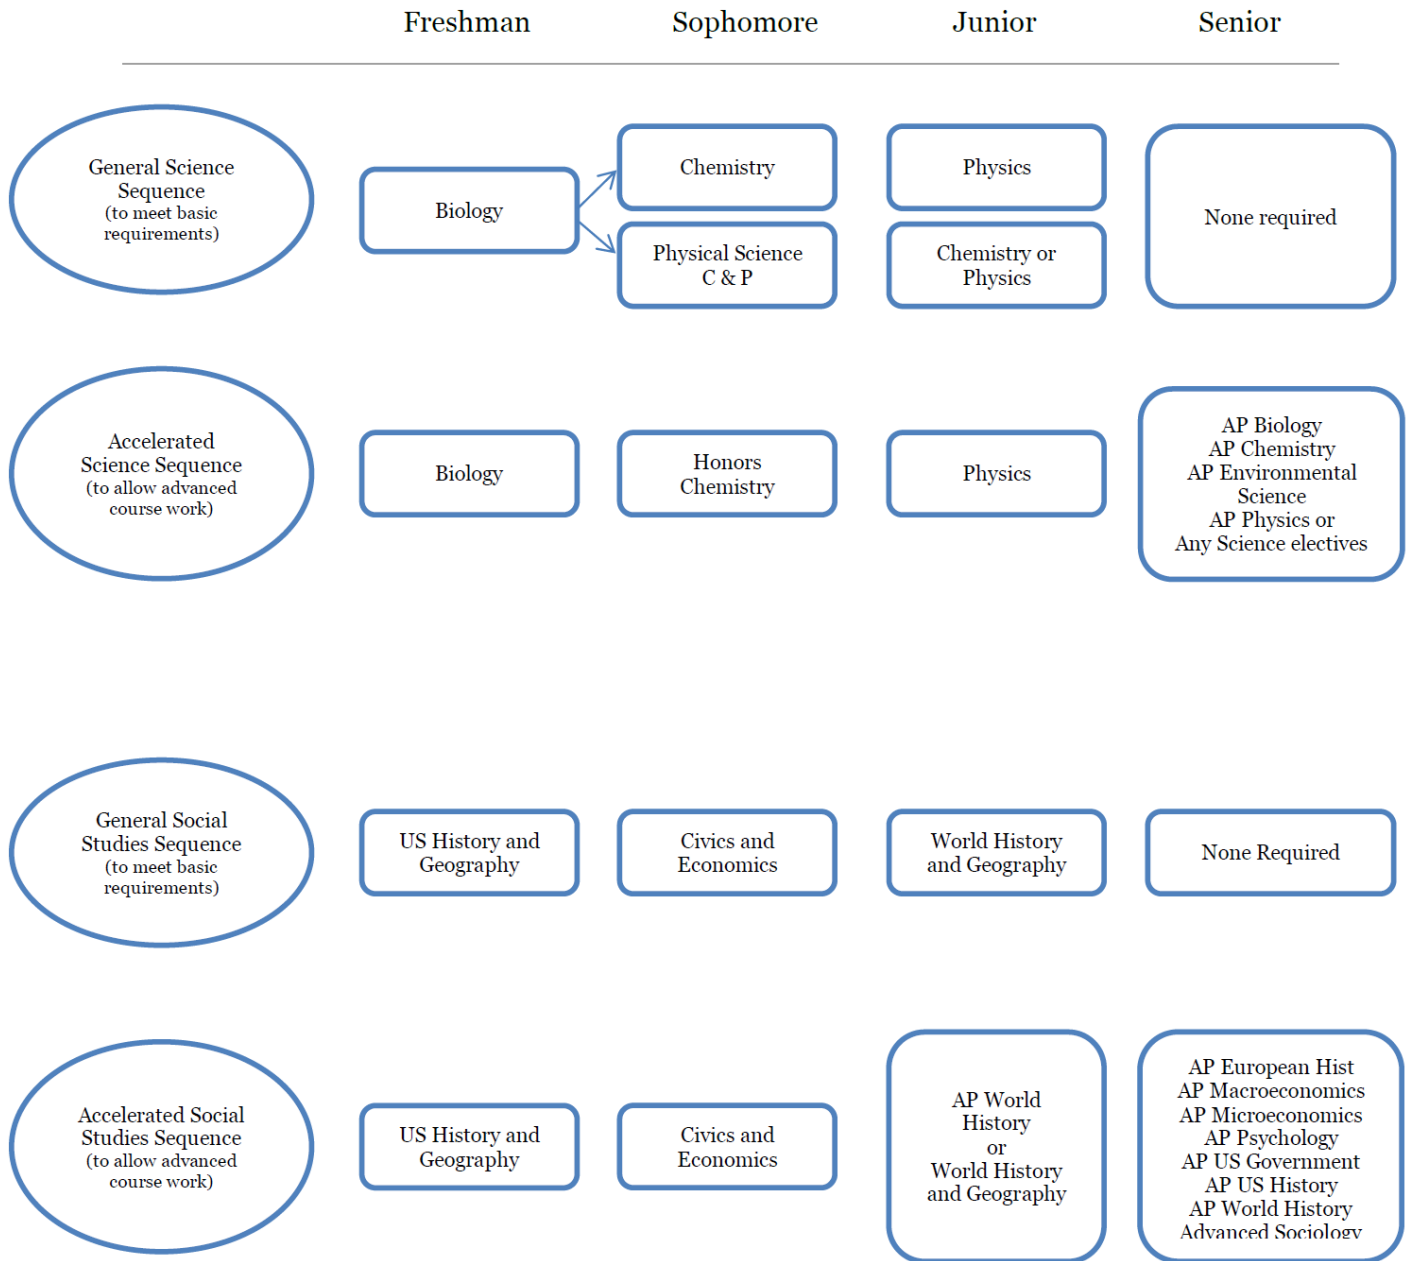 Freshman Sophomore Junior Senior
General Science
Sequence
(to meet basic
requirements)
Biology
Chemistry
Physical Science
C & P
Physics
Chemistry or
Physics
None required
Accelerated
Science Sequence
(to allow advanced
course work)
Biology
Honors
Chemistry
Physics
AP Biology
AP Chemistry
AP Environmental
Science
AP Physics or
Any Science electives
General Social
Studies Sequence
(to meet basic
requirements)
US History and
Geography
Civics and
Economics
World History
and Geography
None Required
Accelerated Social
Studies Sequence
(to allow advanced
course work)
US History and
Geography
Civics and
Economics
AP World
History
or
World History
and Geography
AP European Hist
AP Macroeconomics
AP Microeconomics
AP Psychology
AP US Government
AP US History
AP World History
Advanced Sociology